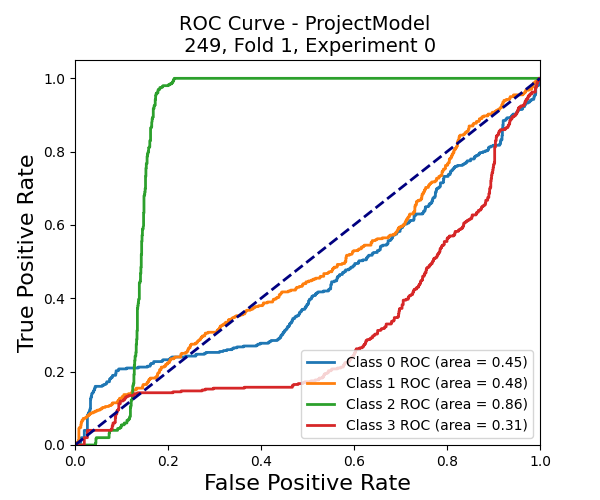 ROC Curve - ProjectModel
249, Fold 1, Experiment 0
True Positive Rate
1.0
0.8
0.6
0.4
0.2
0.0
Class 0 ROC (area = 0.45)
Class 1 ROC (area = 0.48)
Class 2 ROC (area = 0.86)
Class 3 ROC (area = 0.31)
0.0 0.2 0.4 0.6 0.8 1.0
False Positive Rate